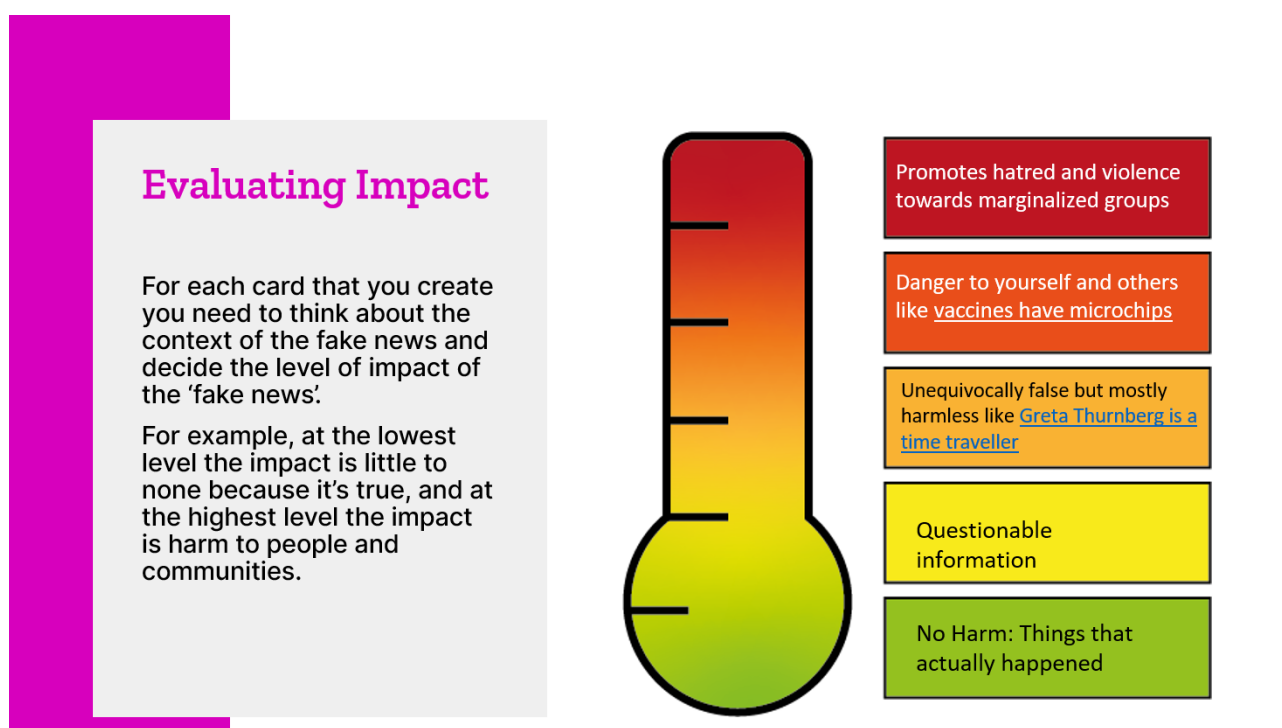 Evaluating Impact
For each card that you create
you need to think about the
context of the fake news and
decide the level of impact of
the ‘fake news’.
For example, at the lowest
level the impact is little to
none because it’s true, and at
the highest level the impact
is harm to people and
communities.
Promotes hatred and violence
towards marginalized groups
Danger to yourself and others
like vaccines have microchips
Unequivocally false but mostly
harmless like Greta Thurnberg is a
time traveller
Questionable
information
No Harm: Things that
actually happened